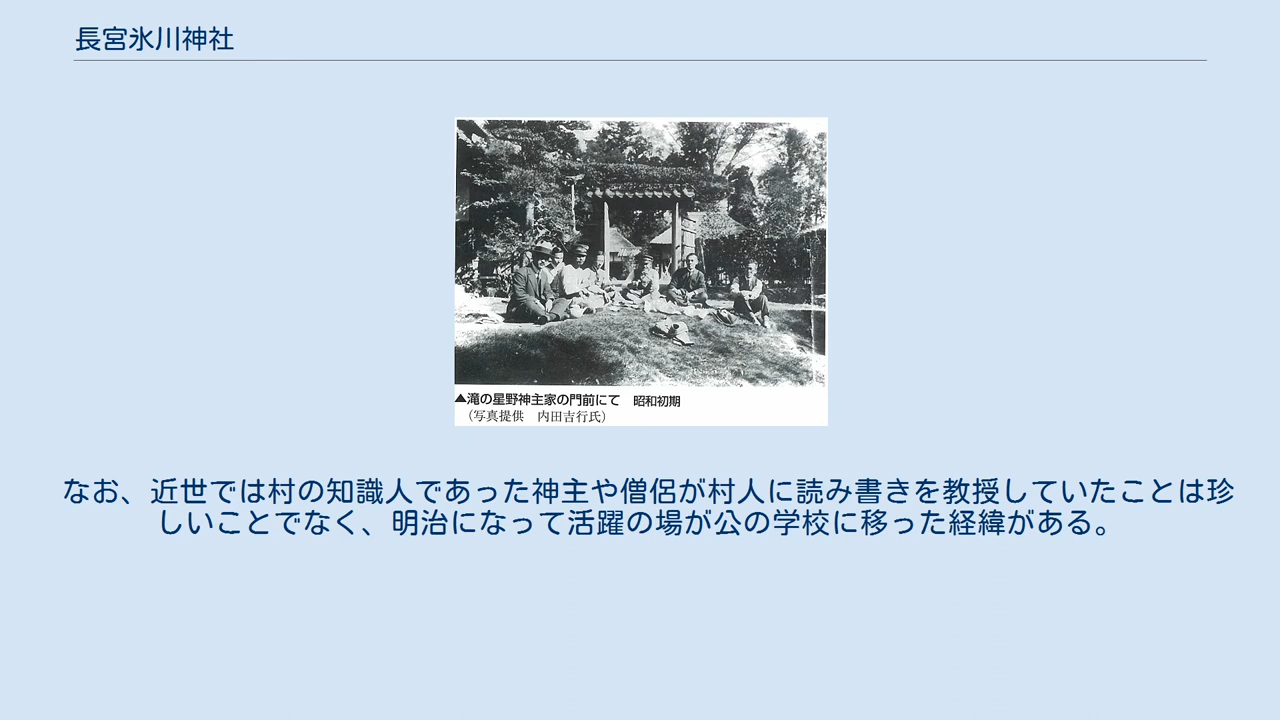 長宮氷川神社
▲滝の星野神主家の門前にて 昭和初期
（写真提供 内田吉行氏）
なお、近世では村の知識人であった神主や僧侶が村人に読み書きを教授していたことは珍
しいことでなく、明治になって活躍の場が公の学校に移った経緯がある。